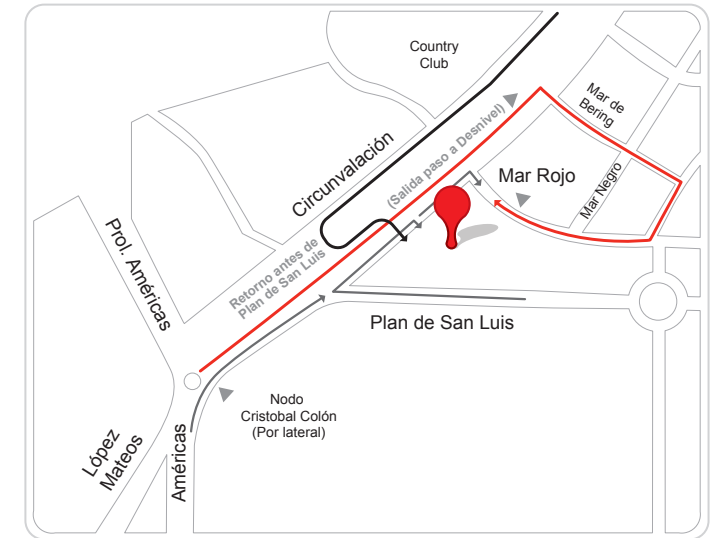 Country
Club
Mar de
Bering
(Salida paso a Desnivel)
Circunvalación
Mar Rojo
Mar Negro
Prol. Américas
Retorno antes de
Plan de San Luis
Plan de San Luis
Nodo
Cristobal Colón
(Por lateral)
López
Mateos
Américas